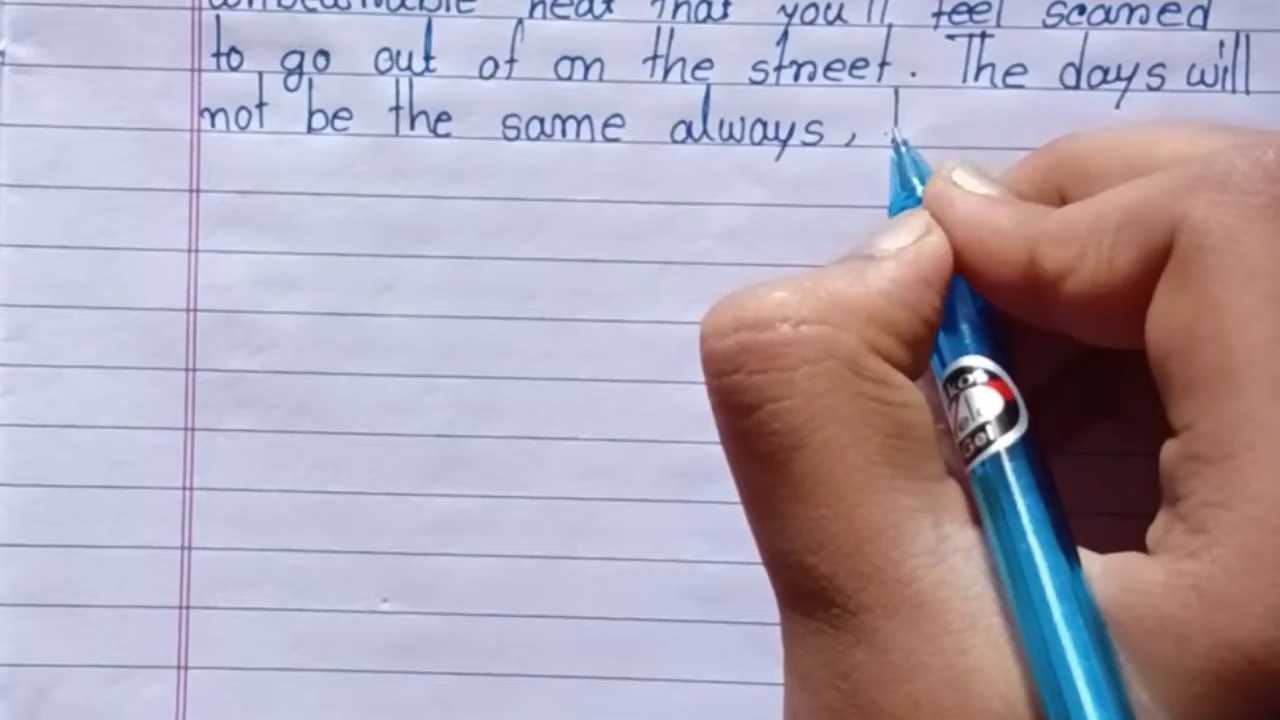 unbearable heat that you'll feel scared
to go out of on the street. The days will
not be the same always,
Gel